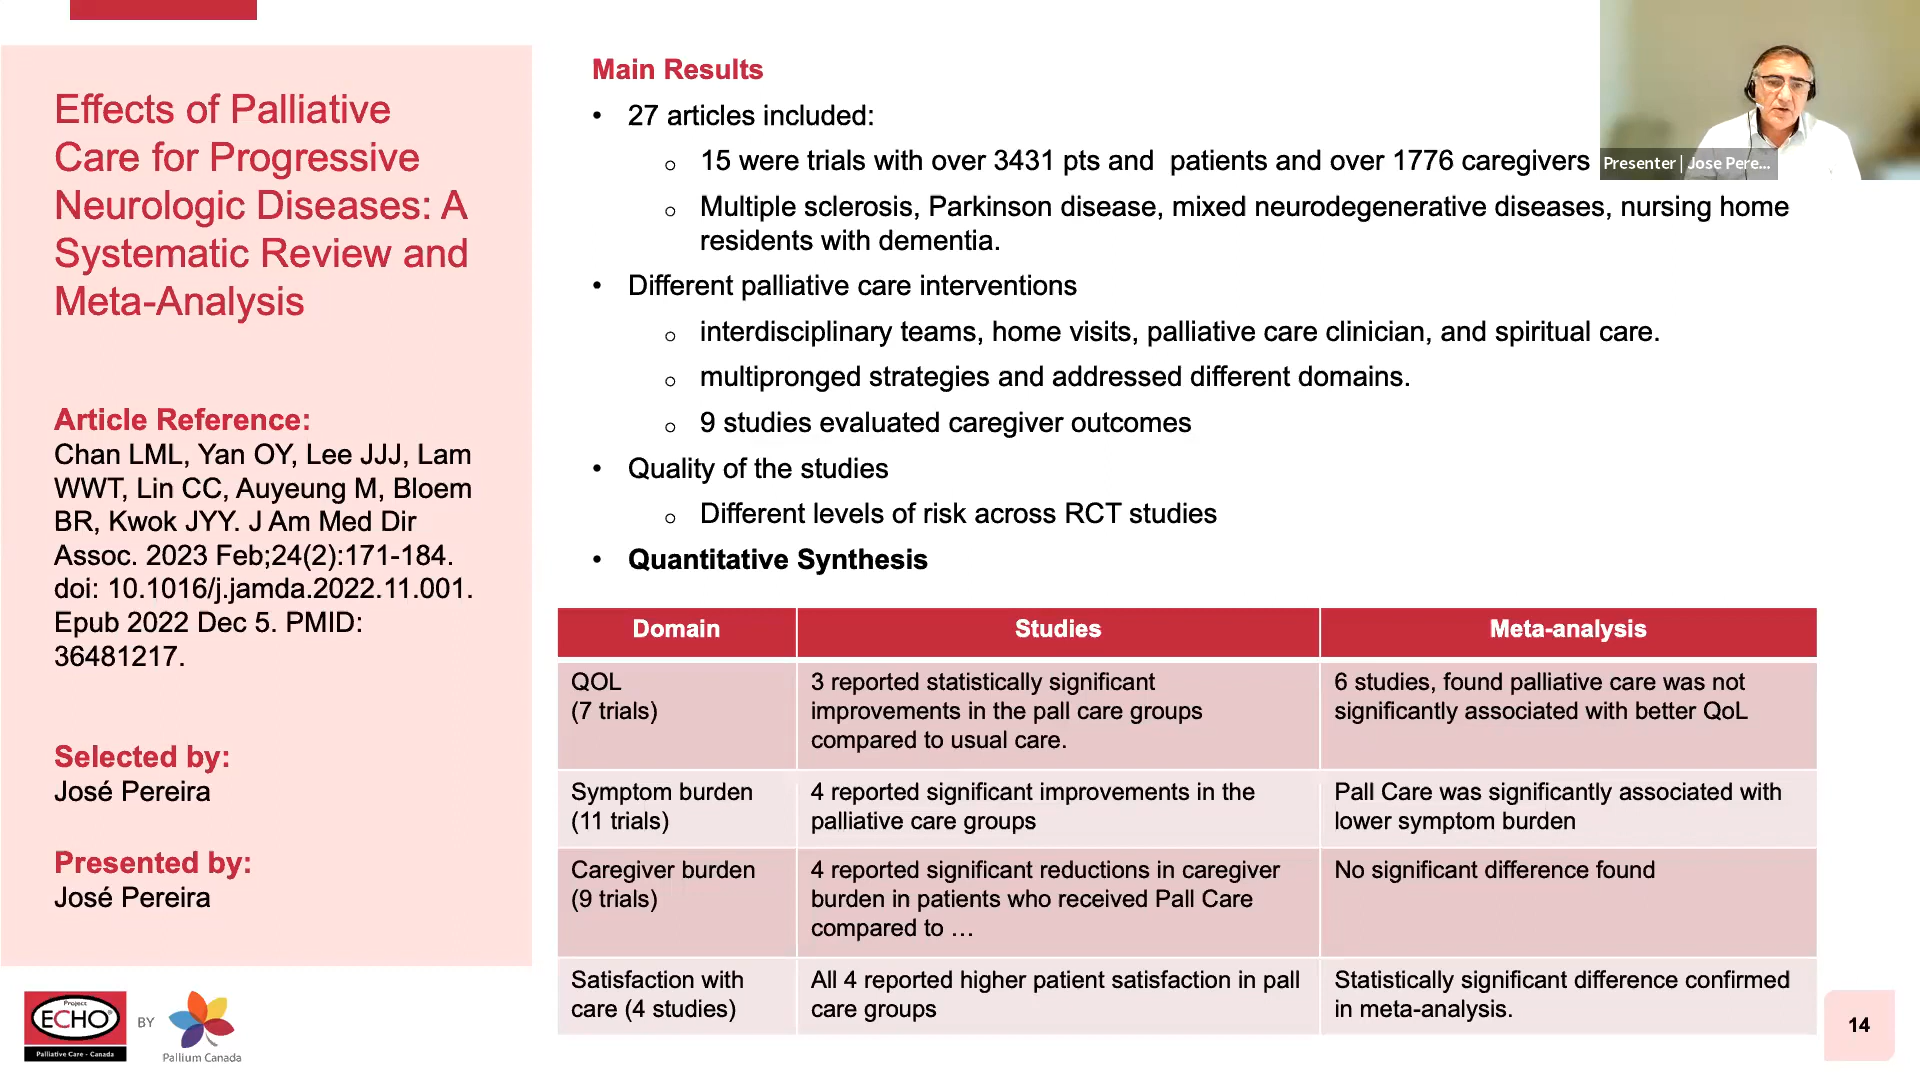 Effects of Palliative
Care for Progressive
Neurologic Diseases: A
Systematic Review and
Meta-Analysis
Article Reference:
Chan LML, Yan OY, Lee JJJ, Lam
WWT, Lin CC, Auyeung M, Bloem
BR, Kwok JYY. J Am Med Dir
Assoc. 2023 Feb;24(2):171-184.
doi: 10.1016/j.jamda.2022.11.001.
Epub 2022 Dec 5. PMID:
36481217.
Selected by:
José Pereira
Presented by:
José Pereira
Project
ECHO®
Palliative Care - Canada
BY
Pallium Canada
Main Results
• 27 articles included:
o 15 were trials with over 3431 pts and  patients and over 1776 caregivers
o Multiple sclerosis, Parkinson disease, mixed neurodegenerative diseases, nursing home
residents with dementia.
• Different palliative care interventions
o interdisciplinary teams, home visits, palliative care clinician, and spiritual care.
o multipronged strategies and addressed different domains.
o 9 studies evaluated caregiver outcomes
• Quality of the studies
o Different levels of risk across RCT studies
• Quantitative Synthesis
Domain
Studies
Meta-analysis
QOL
(7 trials)
3 reported statistically significant
improvements in the pall care groups
compared to usual care.
6 studies, found palliative care was not
significantly associated with better QoL
Symptom burden
(11 trials)
4 reported significant improvements in the
palliative care groups
Pall Care was significantly associated with
lower symptom burden
Caregiver burden
(9 trials)
4 reported significant reductions in caregiver
burden in patients who received Pall Care
compared to …
No significant difference found
Satisfaction with
care (4 studies)
All 4 reported higher patient satisfaction in pall
care groups
Statistically significant difference confirmed
in meta-analysis.
Presenter | Jose Pere...
14